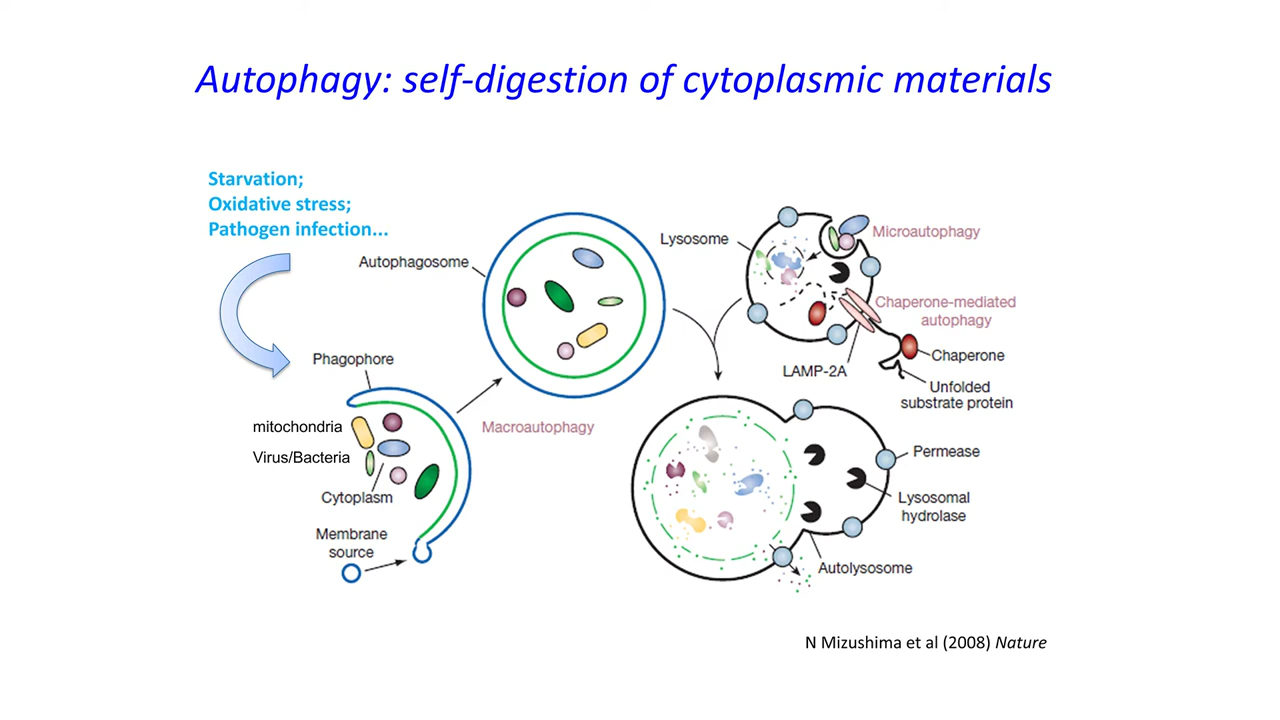 Autophagy: self-digestion of cytoplasmic materials
Starvation;
Oxidative stress;
Pathogen infection...
Autophagosome
Phagophore
mitochondria
Virus/Bacteria
Cytoplasm
Membrane
source
Macroautophagy
Lysosome
Microautophagy
Chaperone-mediated
autophagy
LAMP-2A
Chaperone
Unfolded
substrate protein
Permease
Lysosomal
hydrolase
Autolysosome
N Mizushima et al (2008) Nature